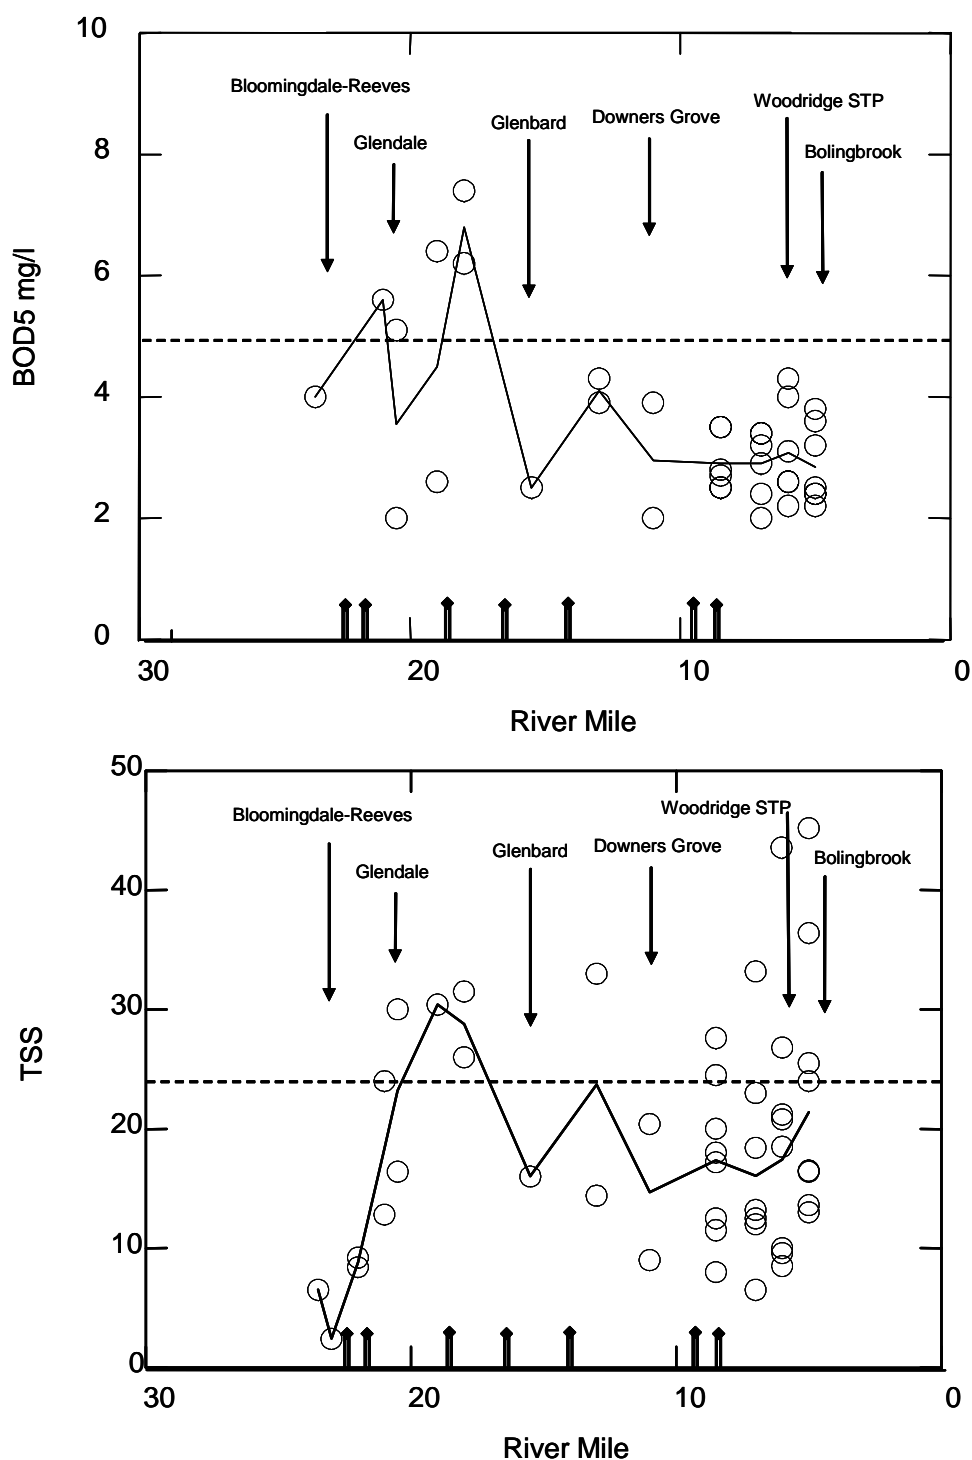 10
Bloomingdale-Reeves
Woodridge STP
Glenbard
Downers Grove
Glendale
8
Bolingbrook
BOD5 mg/l
6
4
2
0
30
20
10
0
River Mile
50
Bloomingdale-Reeves
Woodridge STP
Glenbard
Downers Grove
Bolingbrook
Glendale
40
TSS
30
20
10
0
30
20
10
0
River Mile